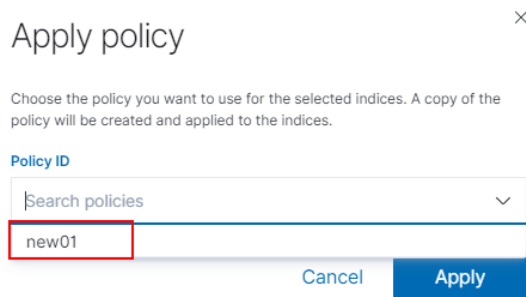 Apply policy
Choose the policy you want to use for the selected indices. A copy of the
policy will be created and applied to the indices.
Policy ID
Search policies
new01
Cancel
Apply